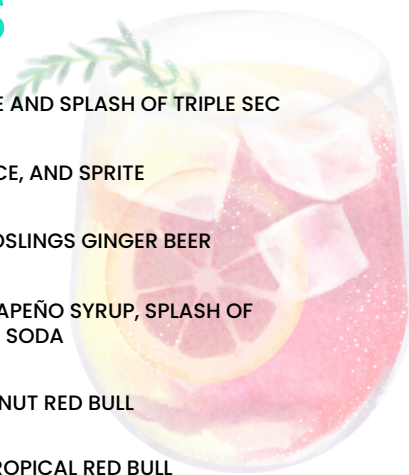 S
E AND SPLASH OF TRIPLE SEC
CE, AND SPRITE
OSLINGS GINGER BEER
APEÑO SYRUP, SPLASH OF
SODA
NUT RED BULL
ROPICAL RED BULL